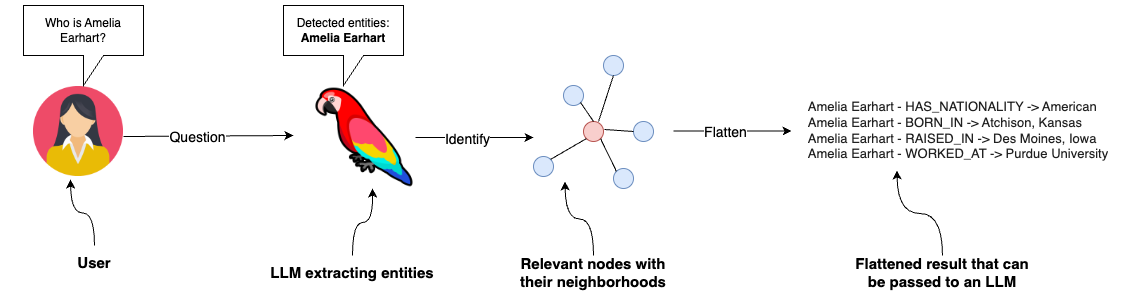 Who is Amelia
Earhart?
Detected entities:
Amelia Earhart
Question
Identify
Flatten
Amelia Earhart - HAS_NATIONALITY -> American
Amelia Earhart - BORN_IN -> Atchison, Kansas
Amelia Earhart - RAISED_IN -> Des Moines, Iowa
Amelia Earhart - WORKED_AT -> Purdue University
User
LLM extracting entities
Relevant nodes with
their neighborhoods
Flattened result that can
be passed to an LLM